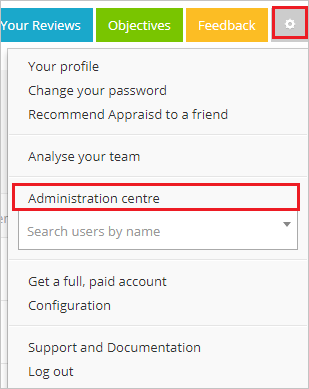 Your Reviews Objectives Feedback
Your profile
Change your password
Recommend Appraisd to a friend
Analyse your team
Administration centre
Search users by name
Get a full, paid account
Configuration
Support and Documentation
Log out